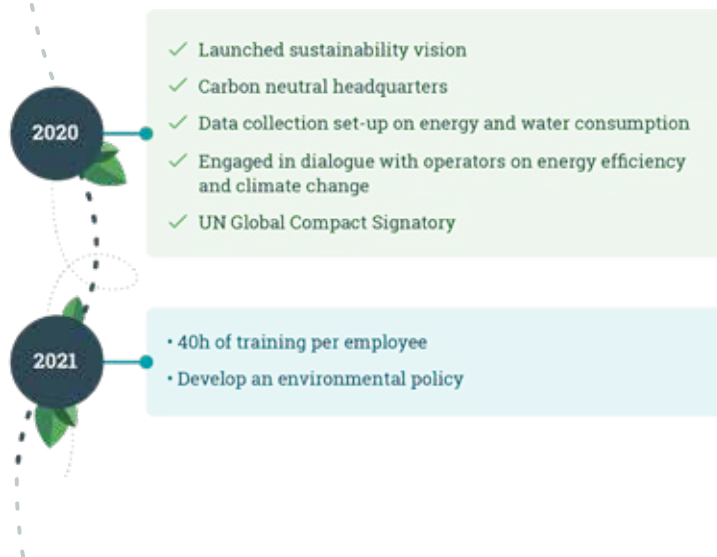 2020
Launched sustainability vision
Carbon neutral headquarters
Data collection set-up on energy and water consumption
Engaged in dialogue with operators on energy efficiency
and climate change
UN Global Compact Signatory
2021
• 40h of training per employee
• Develop an environmental policy